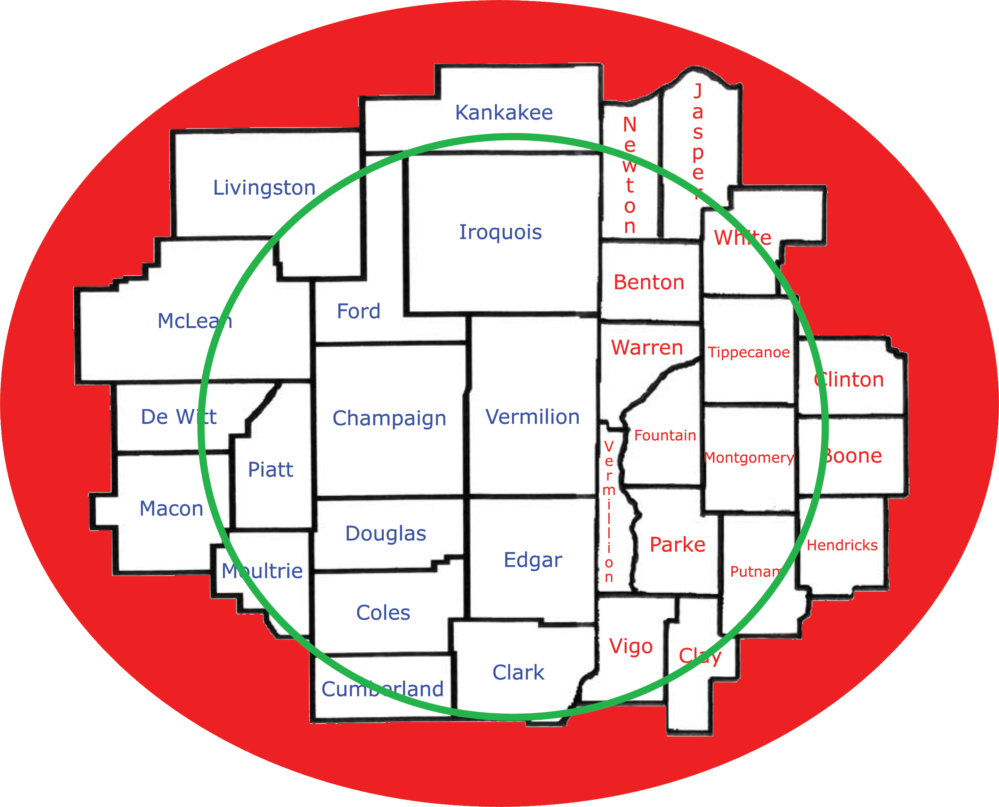 Kankakee
Jasper
Newton
Livingston
Iroquois
White
Benton
Ford
McLean
Warren
Tippecanoe
Clinton
De Witt
Champaign
Vermilion
Fountain
Vermillion
Montgomery
Boone
Piatt
Macon
Douglas
Parke
Hendricks
Edgar
Moultrie
Putnam
Coles
Vigo
Clay
Clark
Cumberland